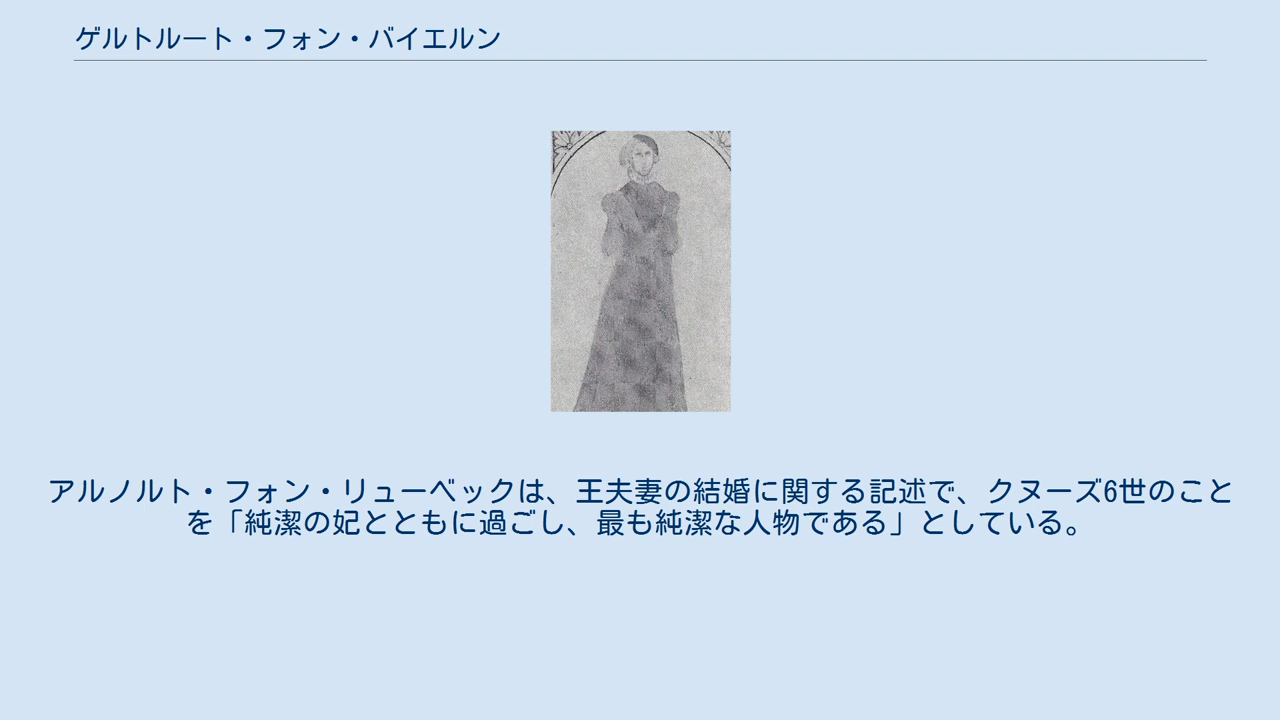 ゲルトルート・フォン・バイエルン
アルノルト・フォン・リューベックは、王夫妻の結婚に関する記述で、クヌーズ6世のこと
を「純潔の妃とともに過ごし、最も純潔な人物である」としている。